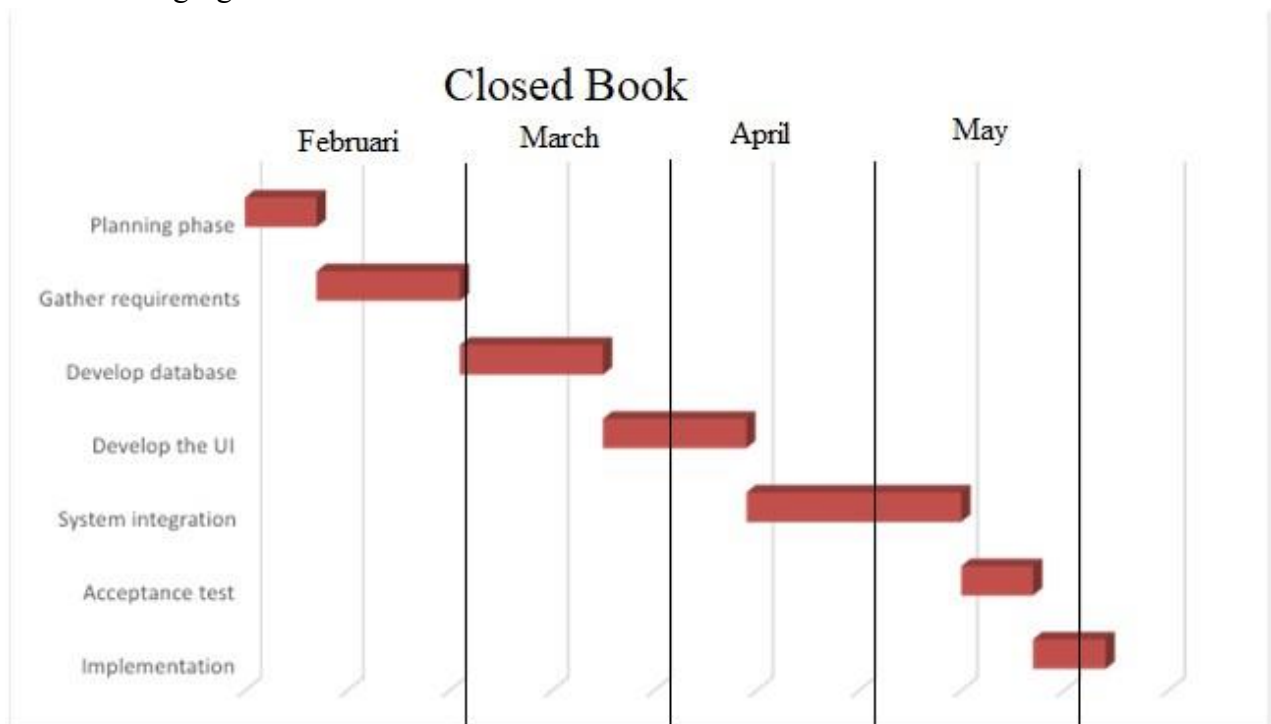 Closed Book
Februari
March
April
May
Planning phase
Gather requirements
Develop database
Develop the UI
System integration
Acceptance test
Implementation